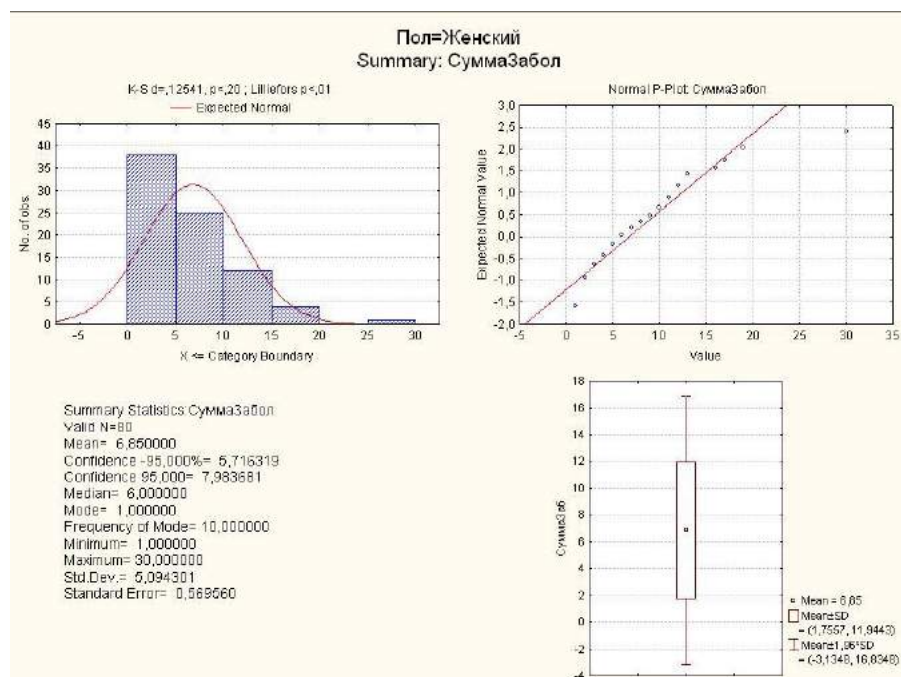 Пол=Женский
Summary: СуммаЗабол
K-S d=,12541, p<,20 ; Lilliefors p<,01
Expected Normal
45
40
35
30
25
20
15
10
5
0
No. of obs.
-5 0 5 10 15 20 25 30
X <= Category Boundary
Normal P-Plot: СуммаЗабол
3,0
2,5
2,0
1,5
1,0
0,5
0,0
-0,5
-1,0
-1,5
-2,0
Expected Normal Value
-5 0 5 10 15 20 25 30 35
Value
Summary Statistics:СуммаЗабол
Valid N=80
Mean= 6,850000
Confidence -95,000%= 5,716319
Confidence 95,000= 7,983681
Median= 6,000000
Mode= 1,000000
Frequency of Mode= 10,000000
Minimum= 1,000000
Maximum= 30,000000
Std.Dev.= 5,094301
Standard Error= 0,569560
18
16
14
12
10
8
6
4
2
0
-2
-4
СуммаЗаб
Mean = 6,85
Mean±SD
= (1,7557, 11,9443)
Mean±1,96*SD
= (-3,1348, 16,8348)